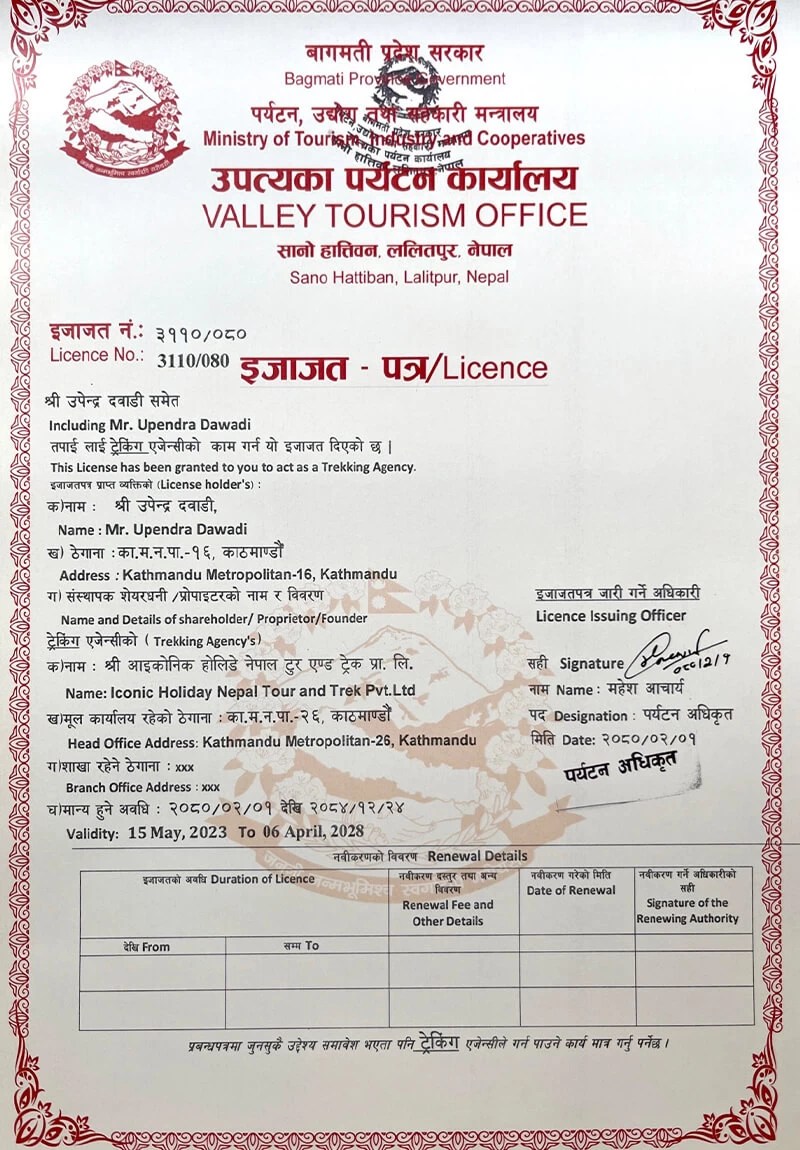 बागमती प्रदेश सरकार
Bagmati Province Government
पर्यटन, उद्योग तथा सहकारी मन्त्रालय
Ministry of Tourism, Industry and Cooperatives
उपत्यका पर्यटन कार्यालय
VALLEY TOURISM OFFICE
सानो हात्तिवन, ललितपुर, नेपाल
Sano Hattiban, Lalitpur, Nepal
इजाजत नं.: ३११०/०८०
Licence No.: 3110/080
इजाजत - पत्र/Licence
श्री उपेन्द्र दवाडी समेत
Including Mr. Upendra Dawadi
तपाई लाई ट्रेकिंग एजेन्सीको काम गर्न यो इजाजत दिएको छ |
This License has been granted to you to act as a Trekking Agency.
इजाजतपत्र प्राप्त व्यक्तिको (License holder's) :
क)नाम : श्री उपेन्द्र दवाडी,
Name : Mr. Upendra Dawadi
ख) ठेगाना : का.म.न.पा.-१६, काठमाण्डौं
Address : Kathmandu Metropolitan-16, Kathmandu
ग) संस्थापक शेयरधनी /प्रोपाइटरको नाम र विवरण
Name and Details of shareholder/ Proprietor/Founder
ट्रेकिंग एजेन्सीको ( Trekking Agency's)
क)नाम : श्री आइकोनिक होलिडे नेपाल टुर एण्ड ट्रेक प्रा. लि.
Name: Iconic Holiday Nepal Tour and Trek Pvt.Ltd
ख)मूल कार्यालय रहेको ठेगाना : का.म.न.पा.-२६, काठमाण्डौं
Head Office Address: Kathmandu Metropolitan-26, Kathmandu
ग)शाखा रहेने ठेगाना : xxx
Branch Office Address : xxx
घ)मान्य हुने अवधि : २०८०/०२/०१ देखि २०८४/१२/२४
Validity: 15 May, 2023 To 06 April, 2028
इजाजतपत्र जारी गर्ने अधिकारी
Licence Issuing Officer
सही Signature
नाम Name : महेश आचार्य
पद Designation : पर्यटन अधिकृत
मिति Date: २०८०/०२/०१
पर्यटन अधिकृत
नवीकरणको विवरण Renewal Details
इजाजतको अवधि Duration of Licence
नवीकरण दस्तुर तथा अन्य
विवरण
Renewal Fee and
Other Details
नवीकरण गरेको मिति
Date of Renewal
नवीकरण गर्ने अधिकारीको
सही
Signature of the
Renewing Authority
देखि From
सम्म To
प्रबन्धपत्रमा जुनसुकै उद्देश्य समावेश भएता पनि ट्रेकिंग एजेन्सीले गर्न पाउने कार्य मात्र गर्नु पर्नेछ ।